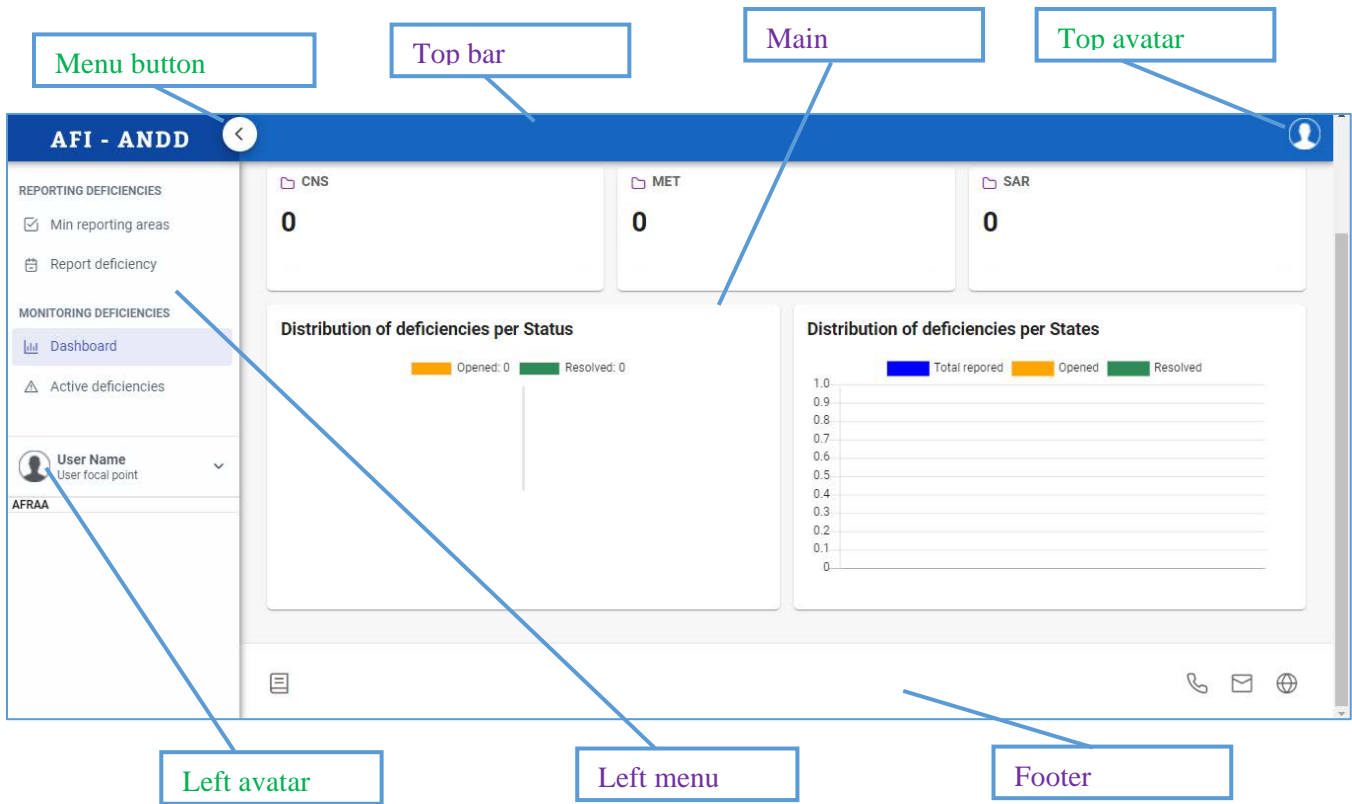 Menu button
Top bar
Main
Top avatar
AFI - ANDD
REPORTING DEFICIENCIES
Min reporting areas
Report deficiency
MONITORING DEFICIENCIES
Dashboard
Active deficiencies
User Name
User focal point
AFRAA
CNS
0
MET
0
SAR
0
Distribution of deficiencies per Status
Opened: 0 Resolved: 0
Distribution of deficiencies per States
Total repored Opened Resolved
1.0
0.9
0.8
0.7
0.6
0.5
0.4
0.3
0.2
0.1
0
Left avatar
Left menu
Footer